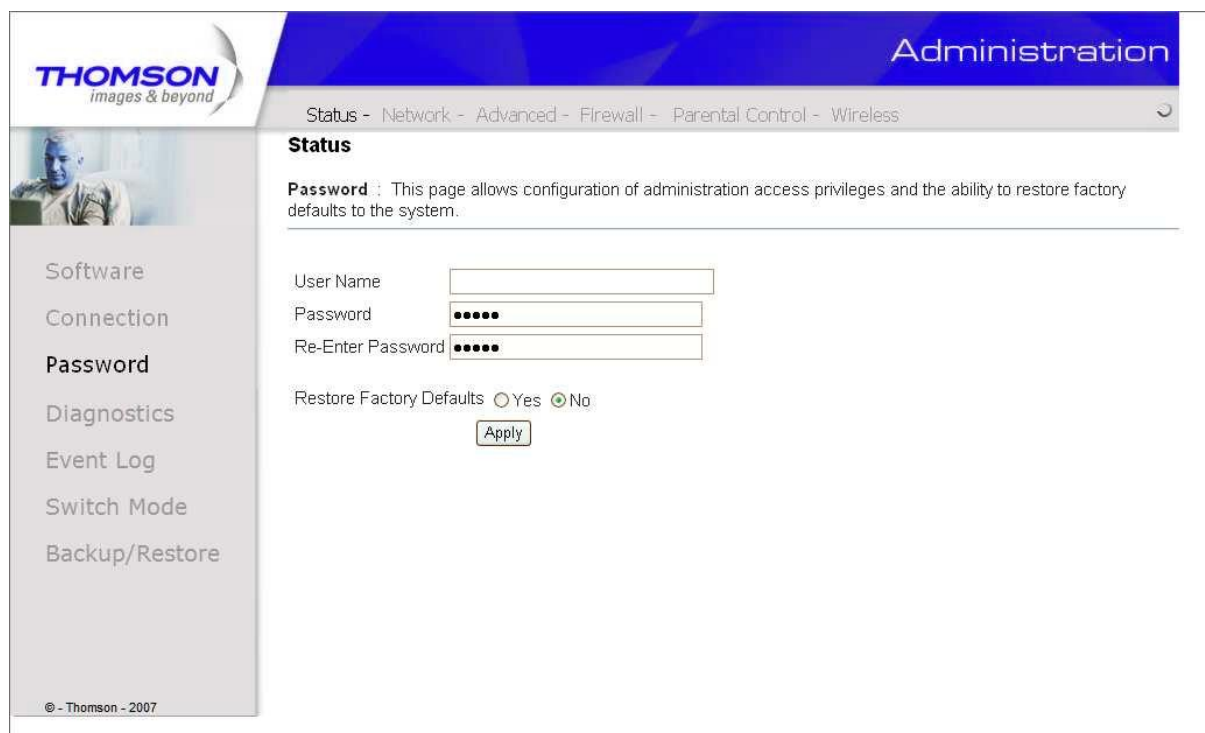 THOMSON
images & beyond
Administration
Status - Network - Advanced - Firewall - Parental Control - Wireless
Status
Password : This page allows configuration of administration access privileges and the ability to restore factory
defaults to the system.
Software
Connection
Password
Diagnostics
Event Log
Switch Mode
Backup/Restore
User Name
Password •••••
Re-Enter Password •••••
Restore Factory Defaults Yes No
Apply
© - Thomson - 2007